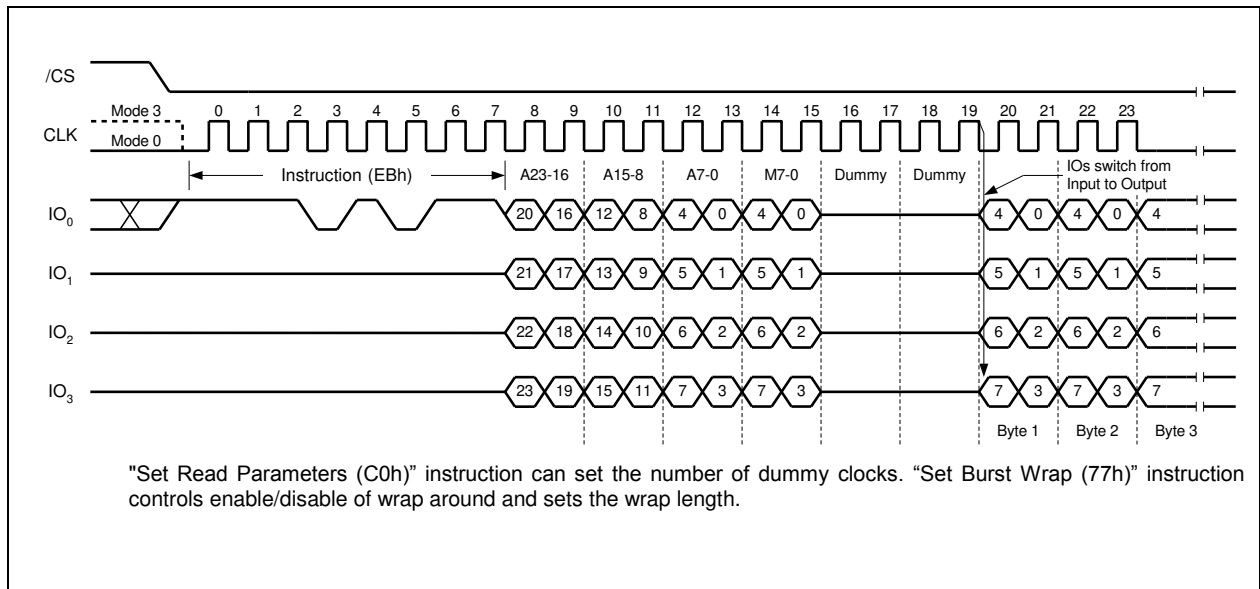 /CS
Mode 3 0 1 2 3 4 5 6 7 8 9 10 11 12 13 14 15 16 17 18 19 20 21 22 23
CLK Mode 0
Instruction (EBh) A23-16 A15-8 A7-0 M7-0 Dummy Dummy
IOs switch from
Input to Output
IO0 20 16 12 8 4 0 4 0 4 0 4 0 4
IO1 21 17 13 9 5 1 5 1 5 1 5 1 5
IO2 22 18 14 10 6 2 6 2 6 2 6 2 6
IO3 23 19 15 11 7 3 7 3 7 3 7 3 7
Byte 1 Byte 2 Byte 3
"Set Read Parameters (C0h)” instruction can set the number of dummy clocks. “Set Burst Wrap (77h)” instruction
controls enable/disable of wrap around and sets the wrap length.